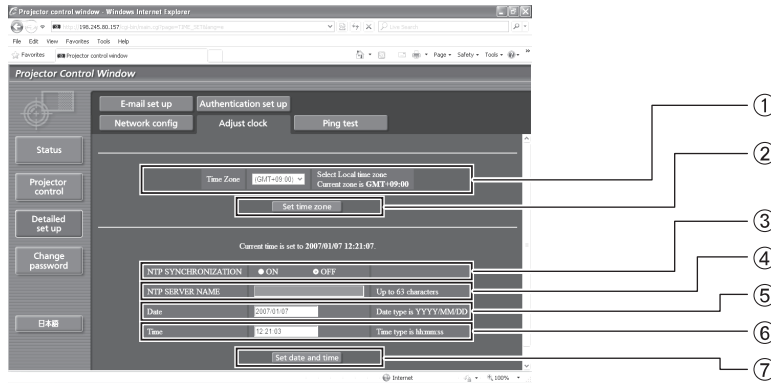 Projector control window - Windows Internet Explorer
198.245.80.157
Live Search
File Edit View Favorites Tools Help
Favorites Projector control window
Page Safety Tools
Projector Control Window
E-mail set up Authentication set up
Network config Adjust clock Ping test
Status
Projector control
Detailed set up
Change password
日本語
Time Zone (GMT+09:00) Select Local time zone
Current zone is GMT+09:00
Set time zone
Current time is set to 2007/01/07 12:21:07.
NTP SYNCHRONIZATION ON OFF
NTP SERVER NAME Up to 63 characters
Date 2007/01/07 Date type is YYYY/MM/DD
Time 12:21:03 Time type is hh:mm:ss
Set date and time
Internet 100%
①
②
③
④
⑤
⑥
⑦